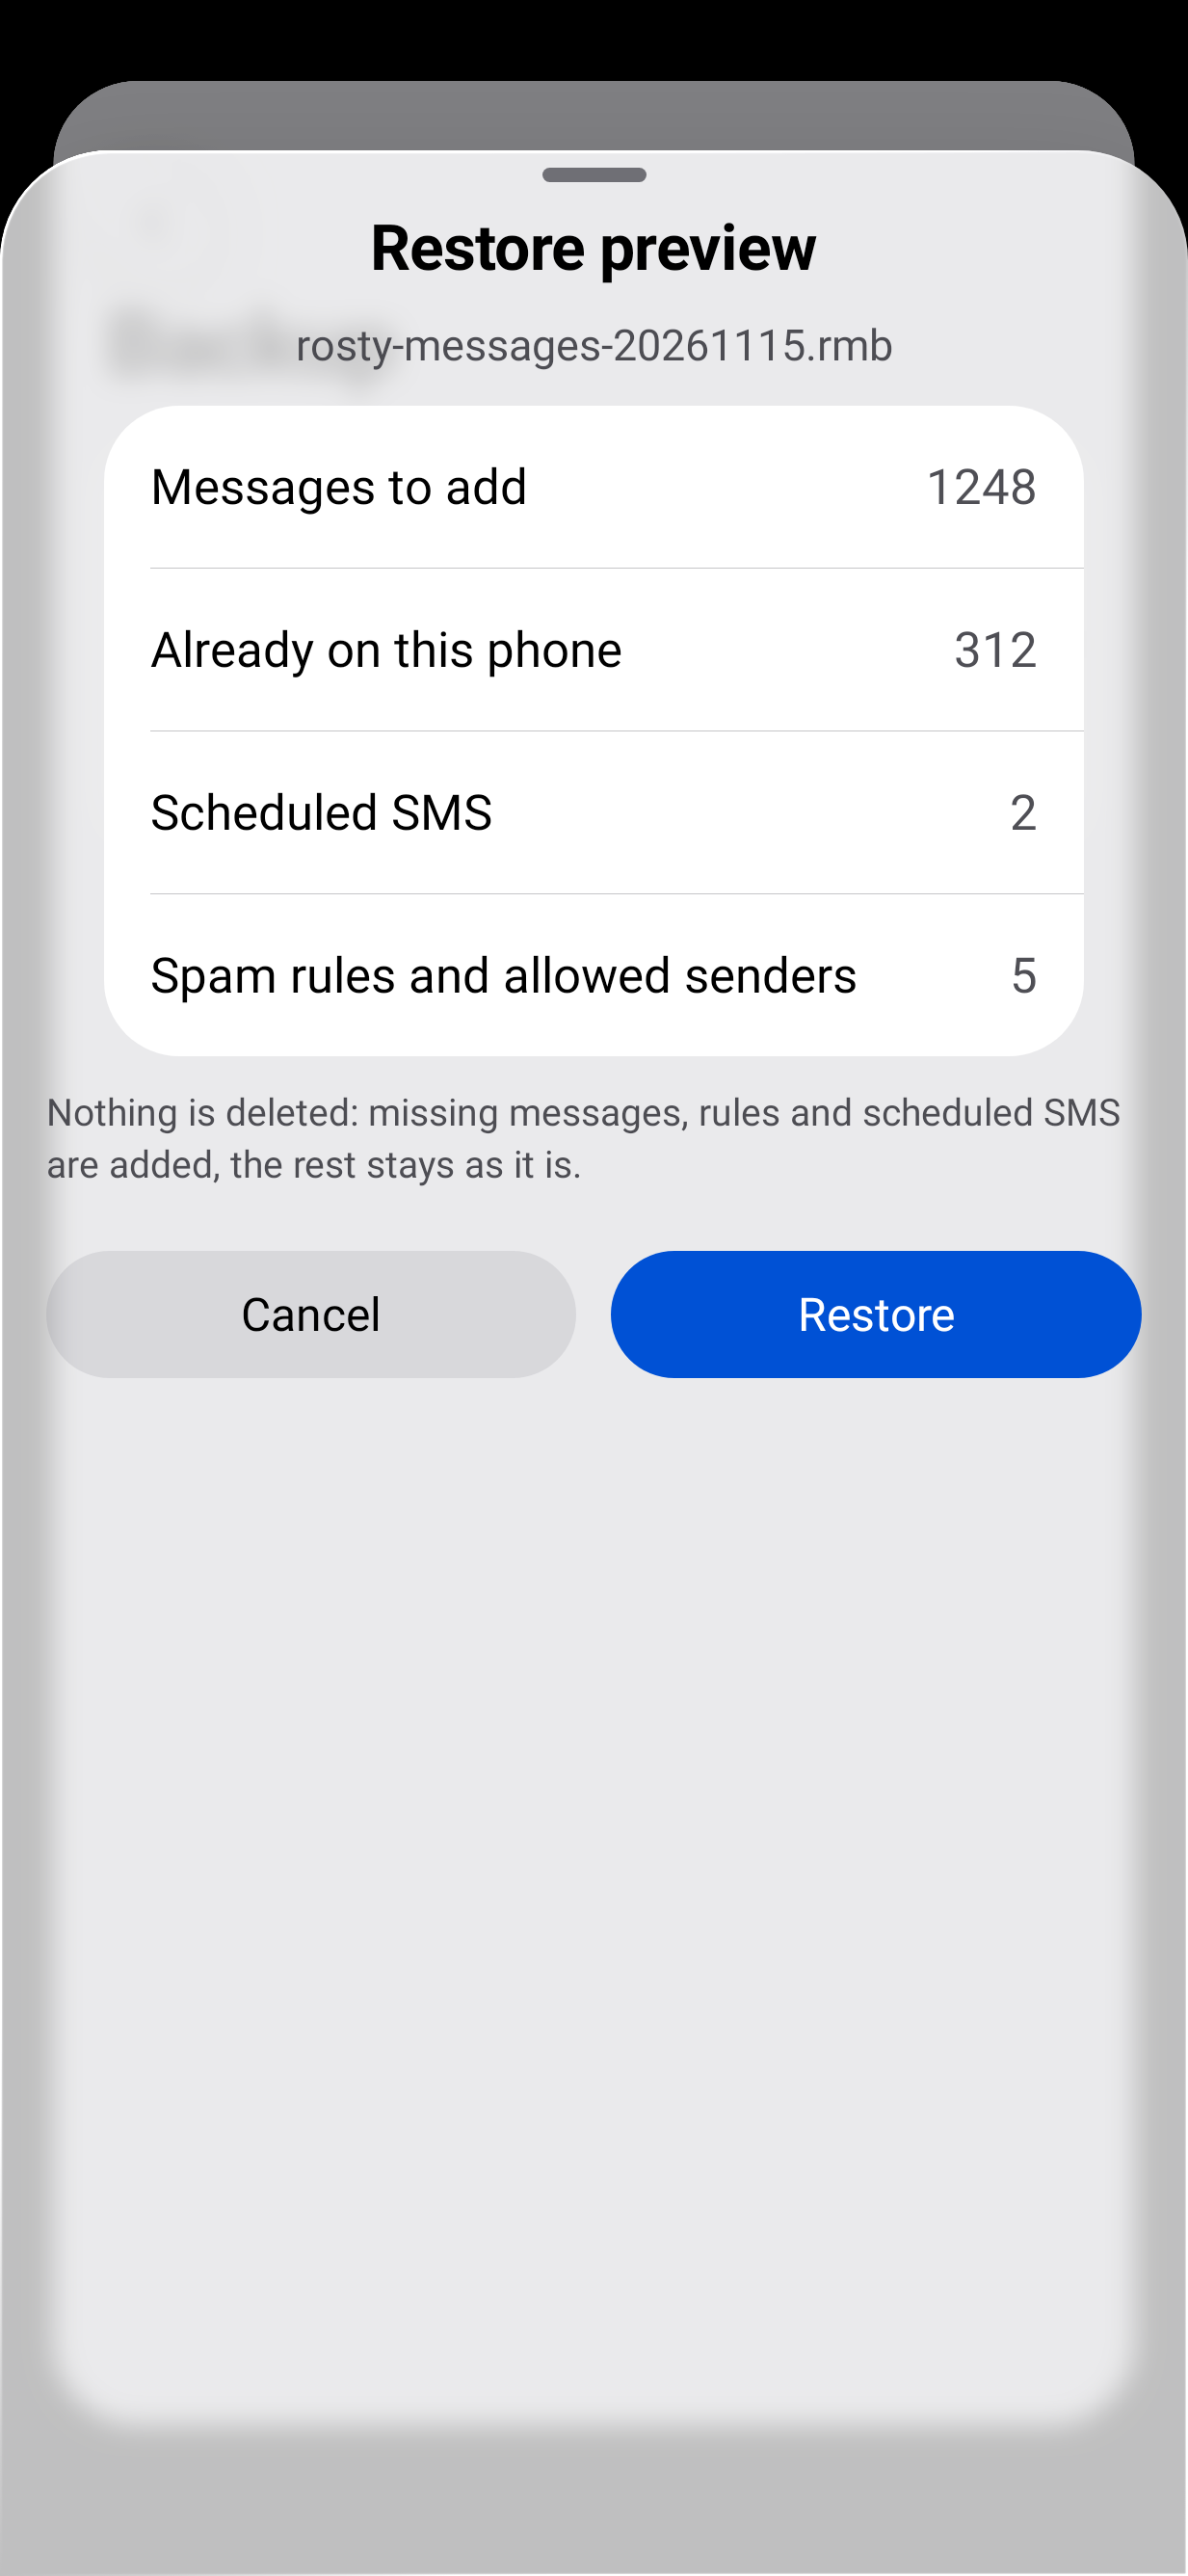 Restore preview
rosty-messages-20261115.rmb
Messages to add 1248
Already on this phone 312
Scheduled SMS 2
Spam rules and allowed senders 5
Nothing is deleted: missing messages, rules and scheduled SMS
are added, the rest stays as it is.
Cancel Restore